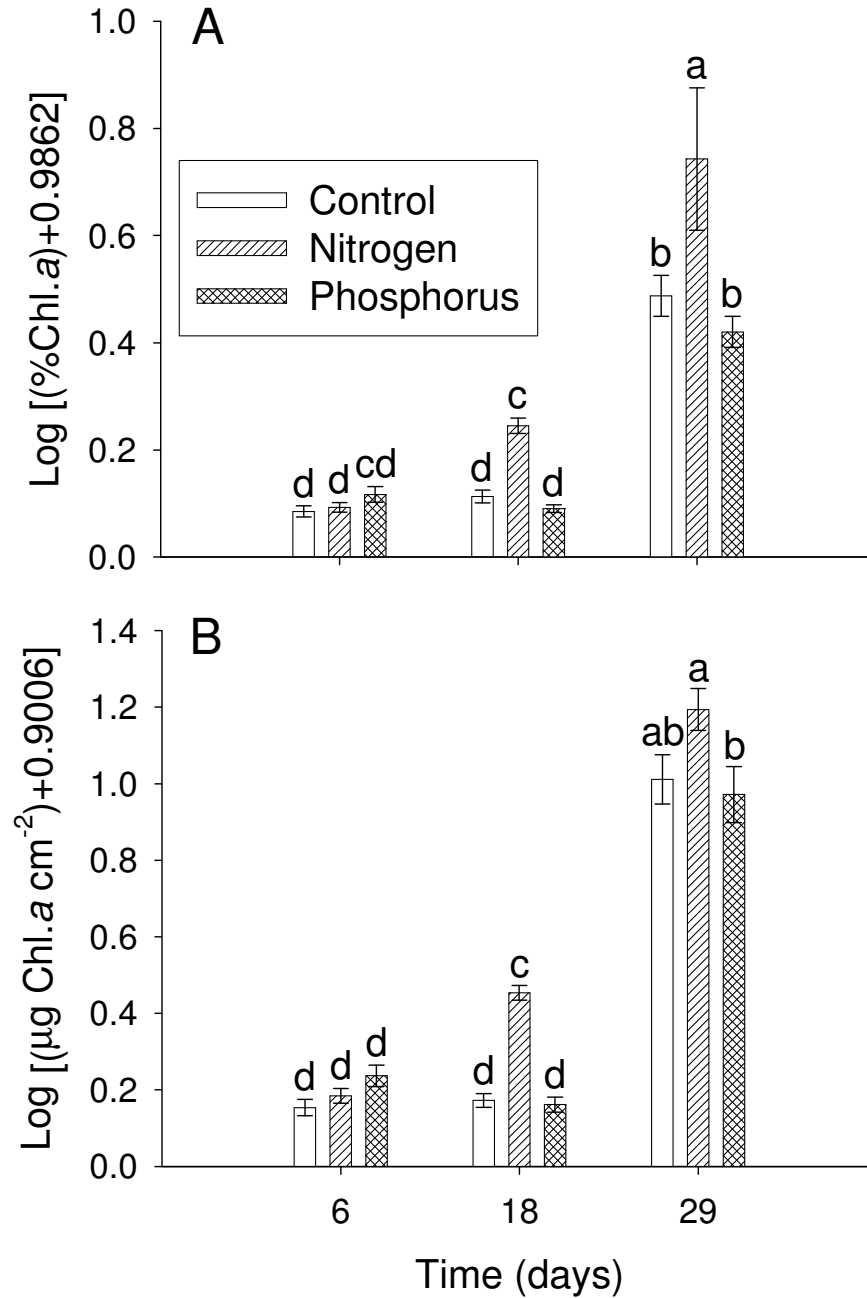 A
1.0
0.8
0.6
0.4
0.2
0.0
Log [(%Chl.a)+0.9862]
Control
Nitrogen
Phosphorus
d d cd
d c d
b a b
B
1.4
1.2
1.0
0.8
0.6
0.4
0.2
0.0
Log [(µg Chl.a cm-2)+0.9006]
d d d
d c d
ab a b
6 18 29
Time (days)